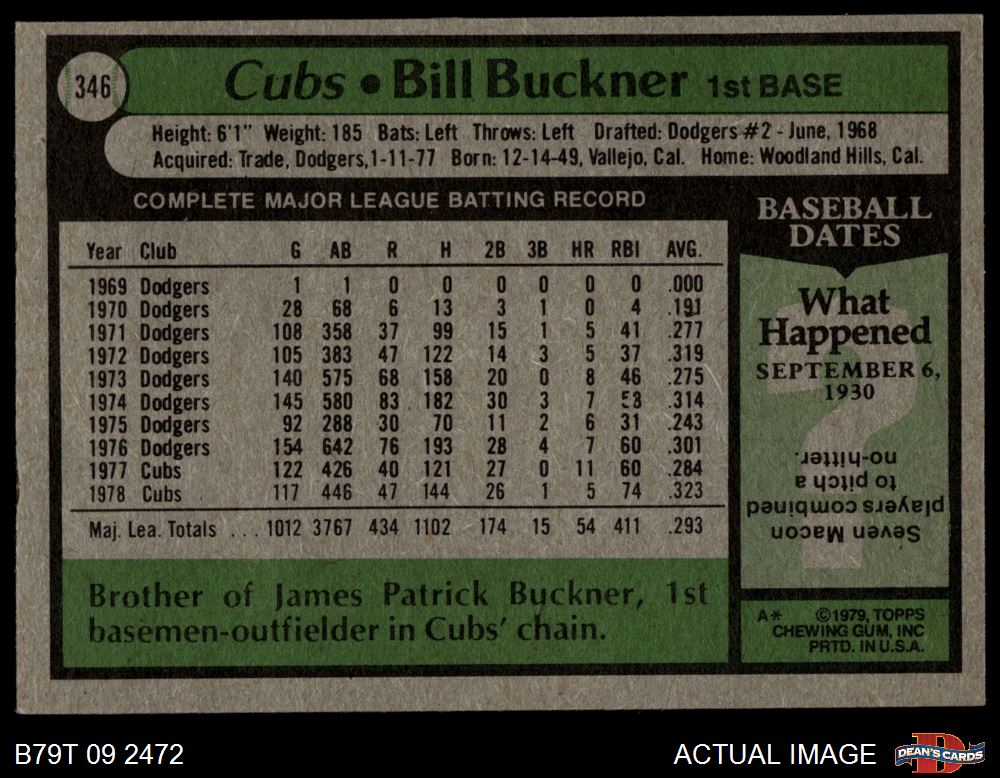 346
Cubs • Bill Buckner 1st BASE
Height: 6'1" Weight: 185 Bats: Left Throws: Left Drafted: Dodgers #2 - June, 1968
Acquired: Trade, Dodgers,1-11-77 Born: 12-14-49, Vallejo, Cal. Home: Woodland Hills, Cal.
COMPLETE MAJOR LEAGUE BATTING RECORD
Year Club G AB R H 2B 3B HR RBI AVG.
1969 Dodgers 1 1 0 0 0 0 0 0 .000
1970 Dodgers 28 68 6 13 3 1 0 4 .191
1971 Dodgers 108 358 37 99 15 1 5 41 .277
1972 Dodgers 105 383 47 122 14 3 5 37 .319
1973 Dodgers 140 575 68 158 20 0 8 46 .275
1974 Dodgers 145 580 83 182 30 3 7 58 .314
1975 Dodgers 92 288 30 70 11 2 6 31 .243
1976 Dodgers 154 642 76 193 28 4 7 60 .301
1977 Cubs 122 426 40 121 27 0 11 60 .284
1978 Cubs 117 446 47 144 26 1 5 74 .323
Maj. Lea. Totals ... 1012 3767 434 1102 174 15 54 411 .293
Brother of James Patrick Buckner, 1st
basemen-outfielder in Cubs' chain.
BASEBALL
DATES
What
Happened
SEPTEMBER 6,
1930
?
Seven Macon
players combined
to pitch a
no-hitter.
A* ©1979, TOPPS
CHEWING GUM, INC
PRTD. IN U.S.A.
B79T 09 2472
ACTUAL IMAGE
DEAN'S CARDS